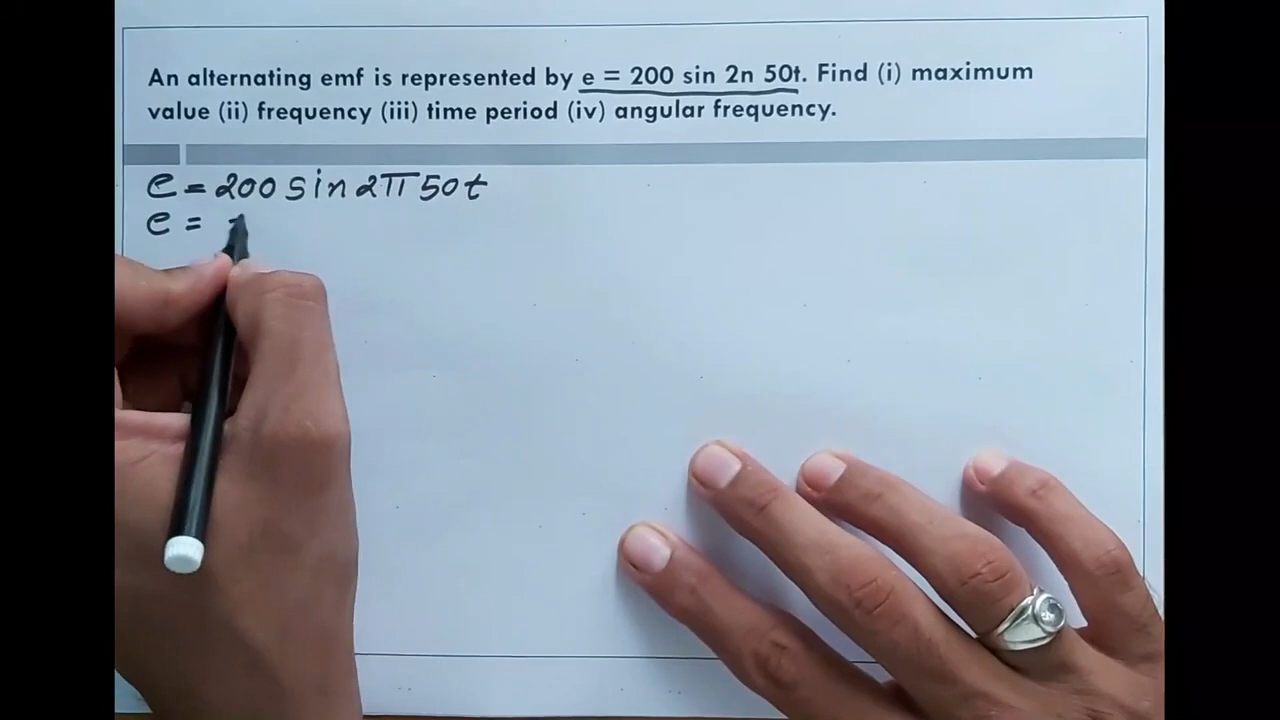 An alternating emf is represented by e = 200 sin 2n 50t. Find (i) maximum
value (ii) frequency (iii) time period (iv) angular frequency.
e = 200 sin 2π 50t
e =